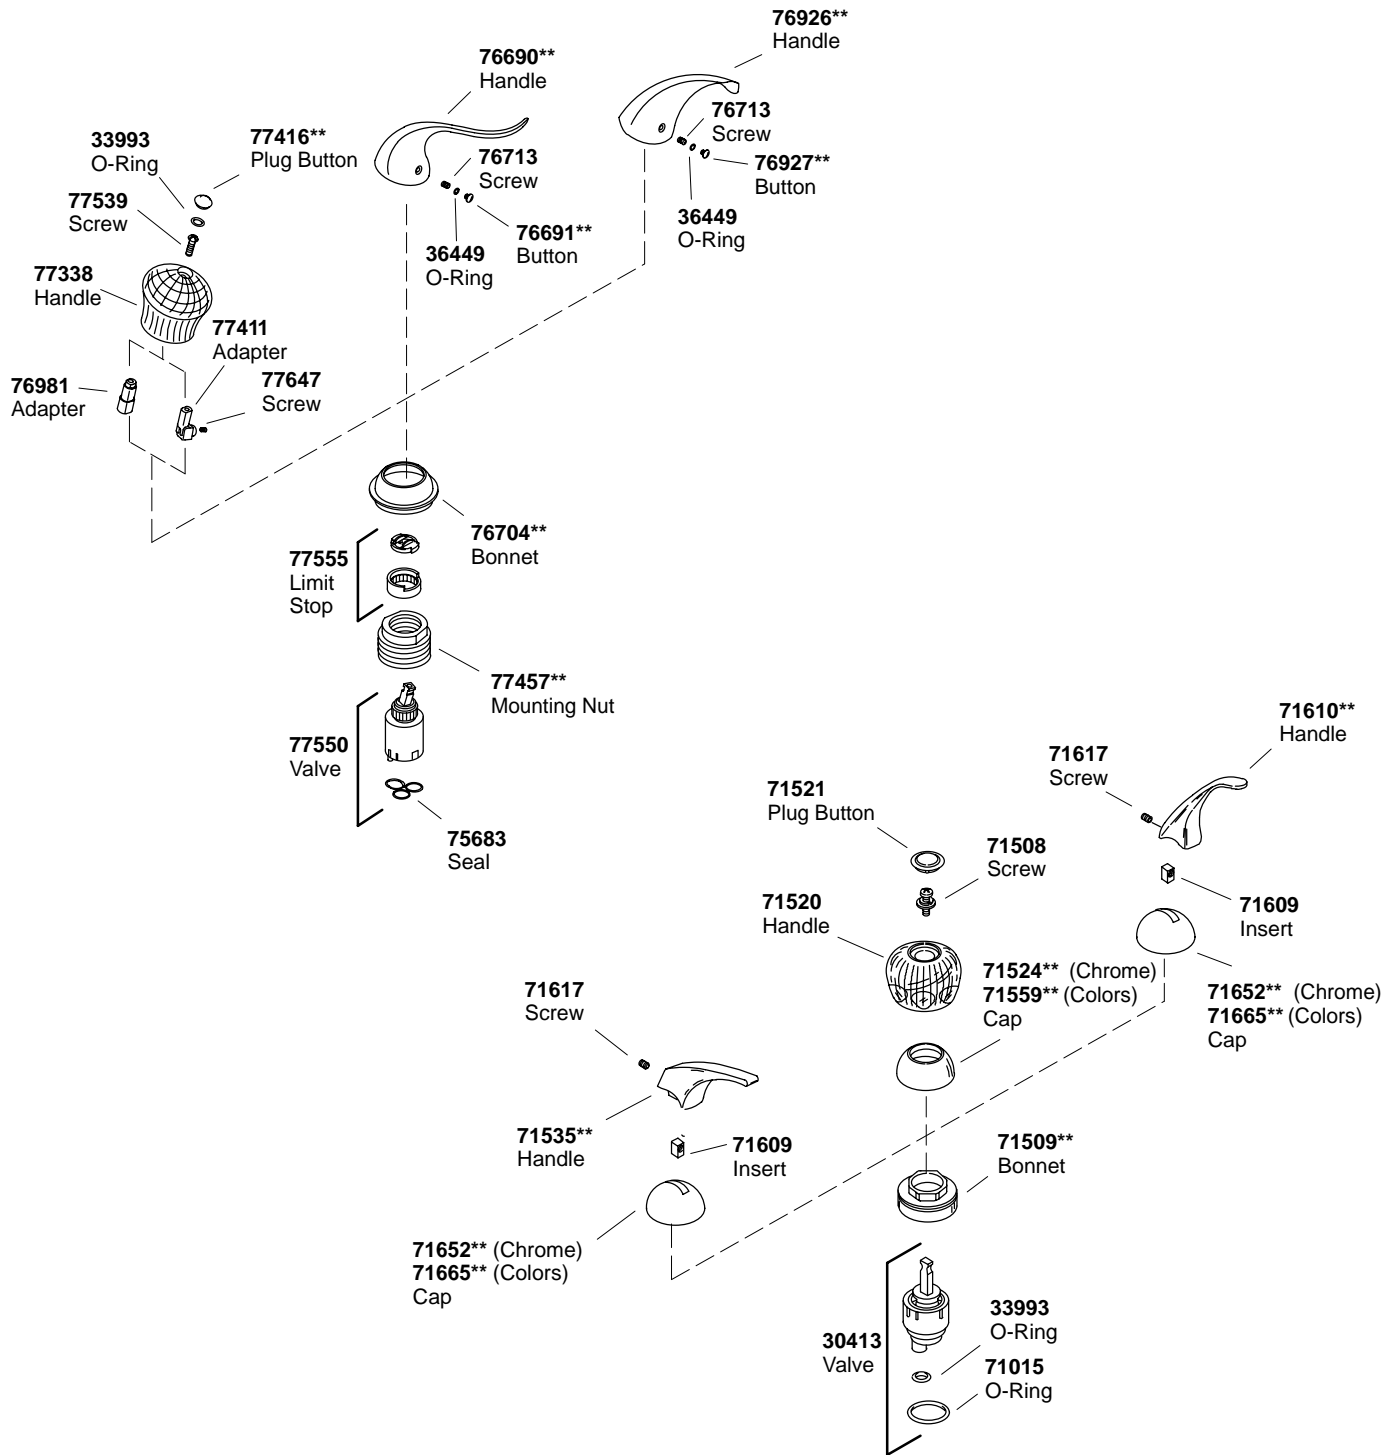 76926**
Handle
76690**
Handle
76713
Screw
33993
O-Ring
77416**
Plug Button
76713
Screw
76927**
Button
77539
Screw
36449
O-Ring
76691**
Button
36449
O-Ring
77338
Handle
77411
Adapter
76981
Adapter
77647
Screw
76704**
Bonnet
77555
Limit
Stop
77457**
Mounting Nut
77550
Valve
75683
Seal
71610**
Handle
71617
Screw
71521
Plug Button
71508
Screw
71520
Handle
71609
Insert
71524** (Chrome)
71559** (Colors)
Cap
71652** (Chrome)
71665** (Colors)
Cap
71617
Screw
71535**
Handle
71609
Insert
71509**
Bonnet
71652** (Chrome)
71665** (Colors)
Cap
33993
O-Ring
30413
Valve
71015
O-Ring